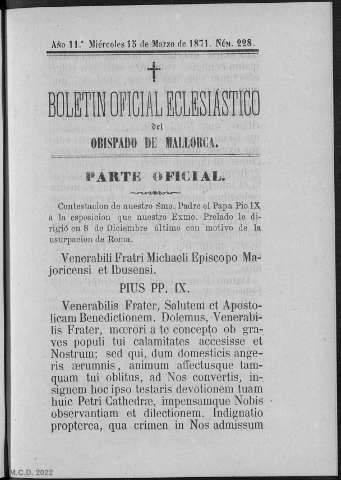 Año 11.º Miércoles 15 de Marzo de 1871. Núm. 228.
BOLETIN OFICIAL ECLESIÁSTICO
del
OBISPADO DE MALLORCA.
PARTE OFICIAL.
Contestacion de nuestro Smo. Padre el Papa Pio IX
á la esposicion que nuestro Exmo. Prelado le di-
rigió en 8 de Diciembre último con motivo de la
usurpacion de Roma.
Venerabili Fratri Michaeli Episcopo Ma-
joricensi et Ibusensi.
PIUS PP. IX.
Venerabilis Frater, Salutem et Aposto-
licam Benedictionem. Dolemus, Venerabi-
lis Frater, mœrori a te concepto ob gra-
ves populi tui calamitates accesisse et
Nostrum; sed qui, dum domesticis ange-
ris ærumnis, animum affectusque tam-
quam tui oblitus, ad Nos convertis, in-
signem hoc ipso testaris devotionem tuam
huic Petri Cathedræ, impensamque Nobis
observantiam et dilectionem. Indignatio
propterea, qua crimen in Nos admissum
M.C.D. 2022